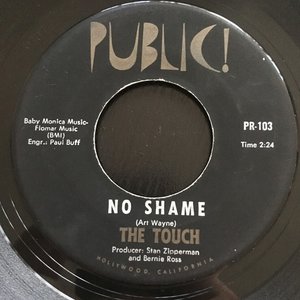 PUBLIC!
Baby Monica Music-
Flomar Music
(BMI)
Engr.: Paul Buff
PR-103
Time 2:24
NO SHAME
(Art Wayne)
THE TOUCH
Producer: Stan Zipperman
and Bernie Ross
HOLLYWOOD, CALIFORNIA